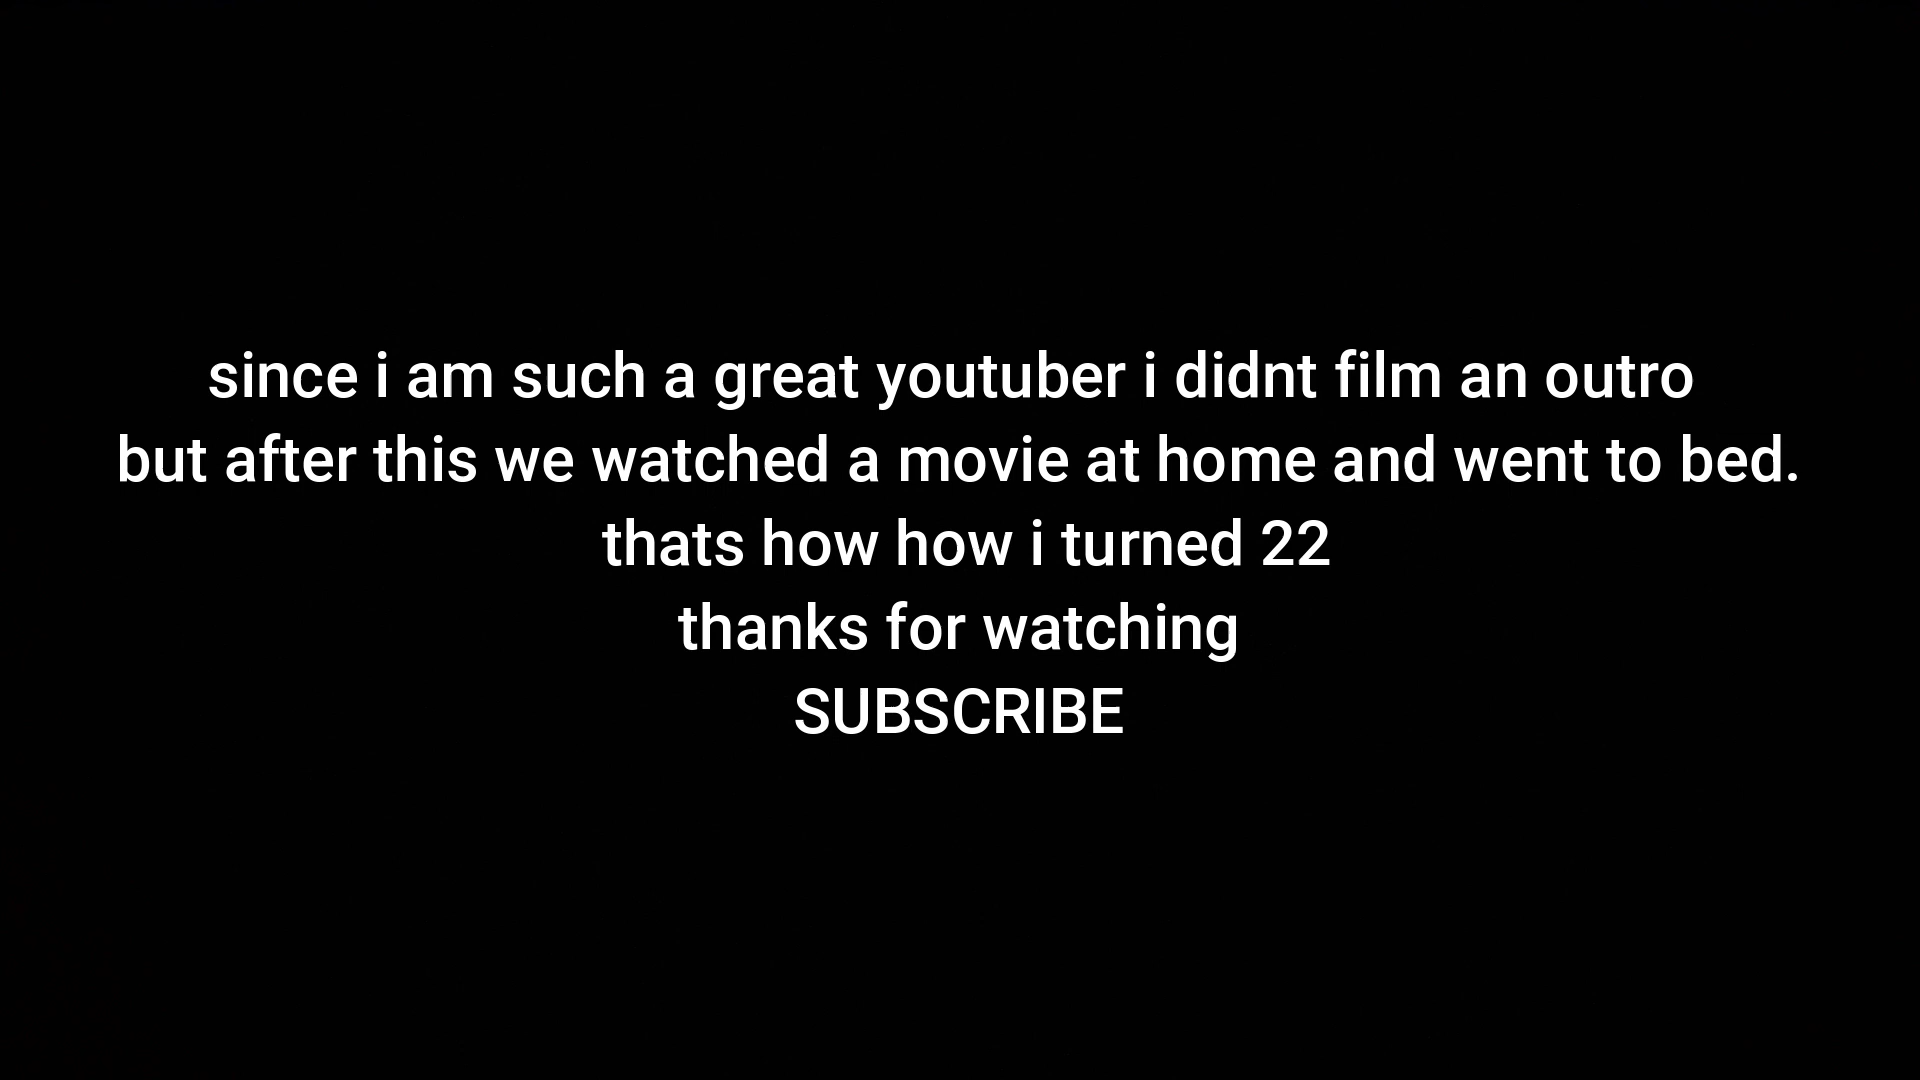 since i am such a great youtuber i didnt film an outro
but after this we watched a movie at home and went to bed.
thats how how i turned 22
thanks for watching
SUBSCRIBE